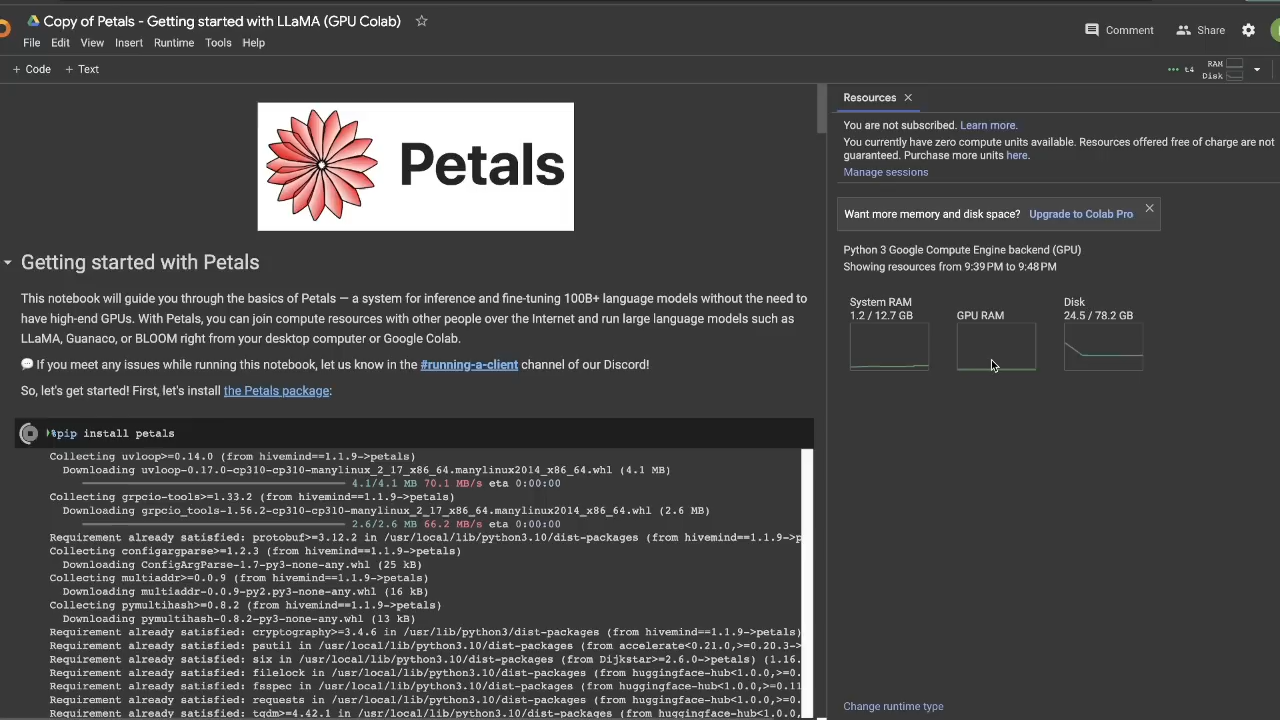 Copy of Petals - Getting started with LLaMA (GPU Colab)
File Edit View Insert Runtime Tools Help
Comment Share
+ Code + Text
t4 RAM Disk
Petals
Getting started with Petals
This notebook will guide you through the basics of Petals — a system for inference and fine-tuning 100B+ language models without the need to
have high-end GPUs. With Petals, you can join compute resources with other people over the Internet and run large language models such as
LLaMA, Guanaco, or BLOOM right from your desktop computer or Google Colab.
💬 If you meet any issues while running this notebook, let us know in the #running-a-client channel of our Discord!
So, let's get started! First, let's install the Petals package:
%pip install petals
Collecting uvloop>=0.14.0 (from hivemind==1.1.9->petals)
Downloading uvloop-0.17.0-cp310-cp310-manylinux_2_17_x86_64.manylinux2014_x86_64.whl (4.1 MB)
4.1/4.1 MB 70.1 MB/s eta 0:00:00
Collecting grpcio-tools>=1.33.2 (from hivemind==1.1.9->petals)
Downloading grpcio_tools-1.56.2-cp310-cp310-manylinux_2_17_x86_64.manylinux2014_x86_64.whl (2.6 MB)
2.6/2.6 MB 66.2 MB/s eta 0:00:00
Requirement already satisfied: protobuf>=3.12.2 in /usr/local/lib/python3.10/dist-packages (from hivemind==1.1.9->p
Collecting configargparse>=1.2.3 (from hivemind==1.1.9->petals)
Downloading ConfigArgParse-1.7-py3-none-any.whl (25 kB)
Collecting multiaddr>=0.0.9 (from hivemind==1.1.9->petals)
Downloading multiaddr-0.0.9-py2.py3-none-any.whl (16 kB)
Collecting pymultihash>=0.8.2 (from hivemind==1.1.9->petals)
Downloading pymultihash-0.8.2-py3-none-any.whl (13 kB)
Requirement already satisfied: cryptography>=3.4.6 in /usr/lib/python3/dist-packages (from hivemind==1.1.9->petals)
Requirement already satisfied: psutil in /usr/local/lib/python3.10/dist-packages (from accelerate<0.21.0,>=0.20.3->
Requirement already satisfied: six in /usr/local/lib/python3.10/dist-packages (from Dijkstar>=2.6.0->petals) (1.16.
Requirement already satisfied: filelock in /usr/local/lib/python3.10/dist-packages (from huggingface-hub<1.0.0,>=0.
Requirement already satisfied: fsspec in /usr/local/lib/python3.10/dist-packages (from huggingface-hub<1.0.0,>=0.11
Requirement already satisfied: requests in /usr/local/lib/python3.10/dist-packages (from huggingface-hub<1.0.0,>=0.
Requirement already satisfied: tqdm>=4.42.1 in /usr/local/lib/python3.10/dist-packages (from huggingface-hub<1.0.0,
Resources
You are not subscribed. Learn more.
You currently have zero compute units available. Resources offered free of charge are not
guaranteed. Purchase more units here.
Manage sessions
Want more memory and disk space? Upgrade to Colab Pro
Python 3 Google Compute Engine backend (GPU)
Showing resources from 9:39 PM to 9:48 PM
System RAM
1.2 / 12.7 GB
GPU RAM
Disk
24.5 / 78.2 GB
Change runtime type